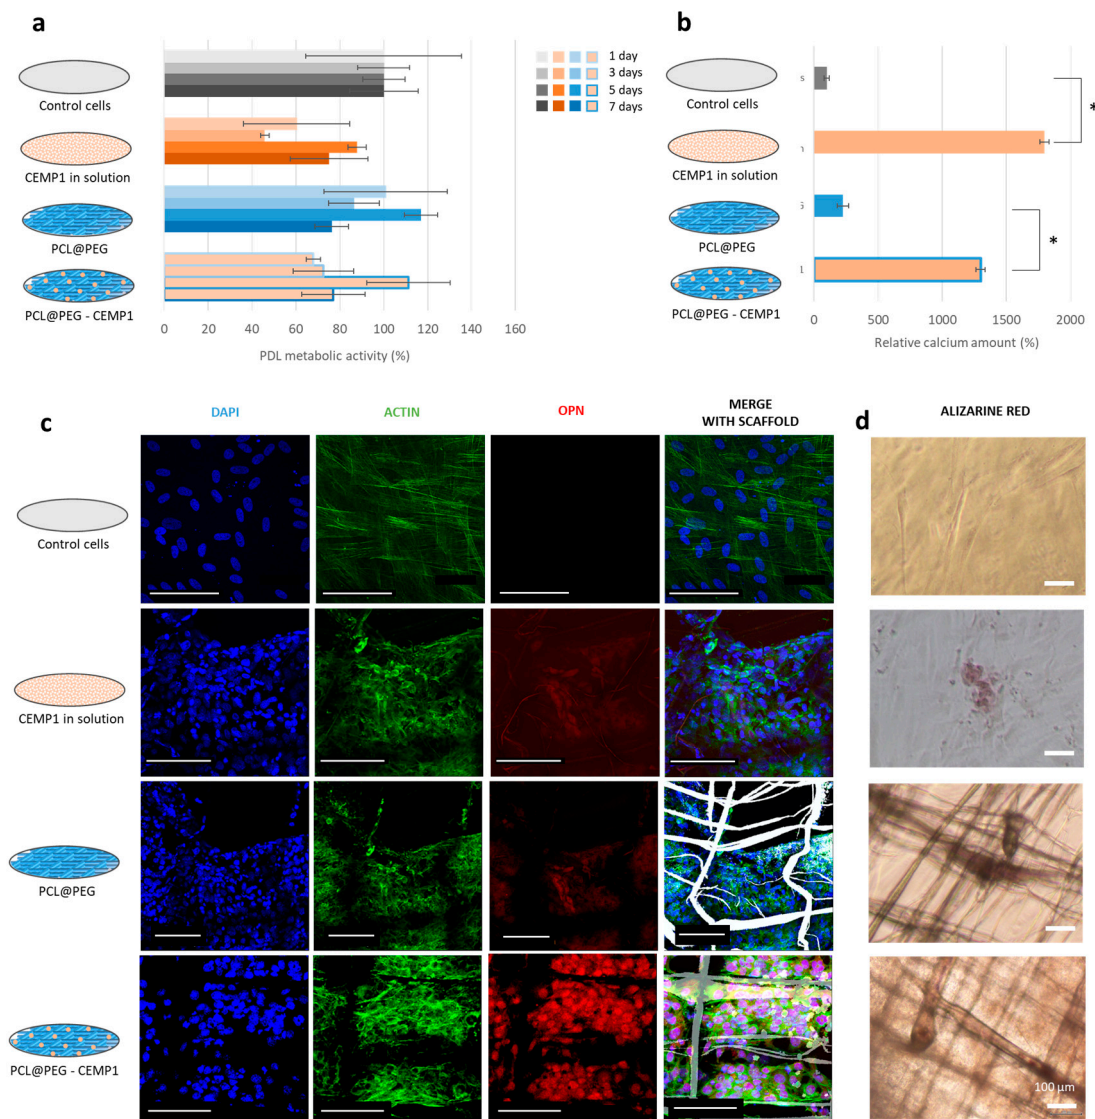 a
Control cells
CEMP1 in solution
PCL@PEG
PCL@PEG - CEMP1
0 20 40 60 80 100 120 140 160
PDL metabolic activity (%)
1 day
3 days
5 days
7 days
b
Control cells
CEMP1 in solution
PCL@PEG
PCL@PEG - CEMP1
s
n
G
1
*
*
0 500 1000 1500 2000
Relative calcium amount (%)
c
DAPI
ACTIN
OPN
MERGE
WITH SCAFFOLD
Control cells
CEMP1 in solution
PCL@PEG
PCL@PEG - CEMP1
d
ALIZARINE RED
100 µm